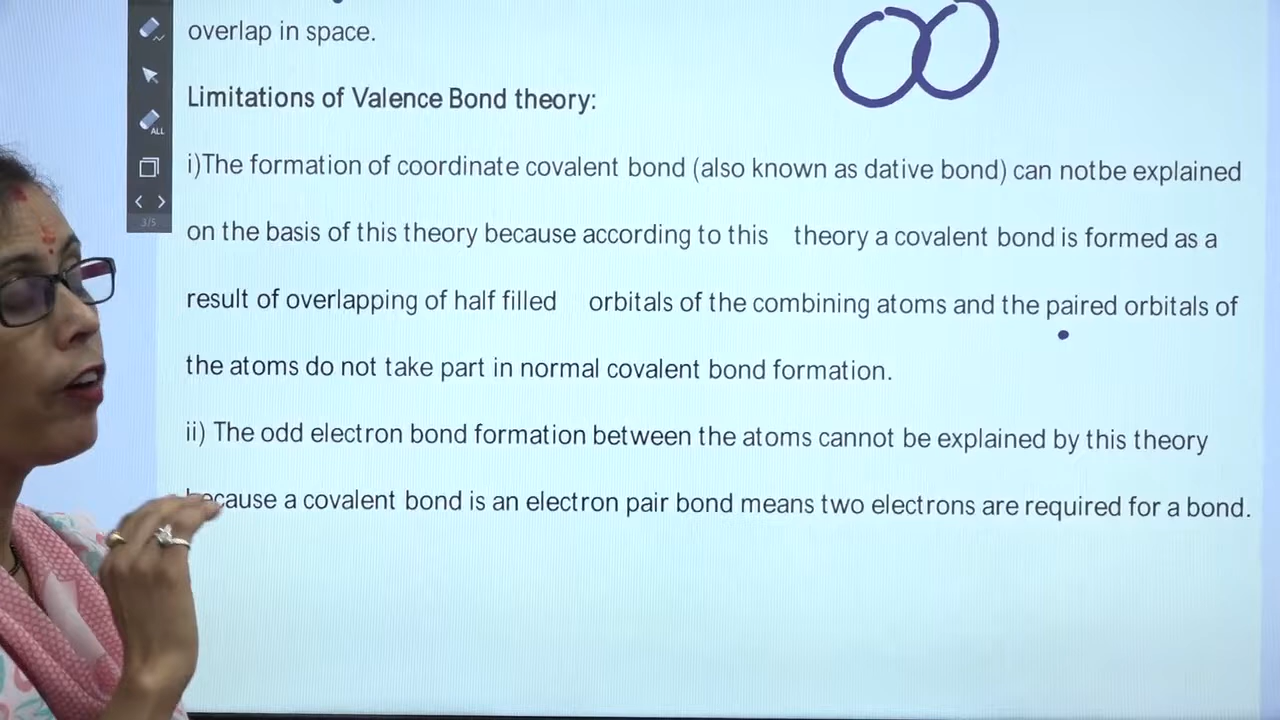 overlap in space.
Limitations of Valence Bond theory:
i)The formation of coordinate covalent bond (also known as dative bond) can notbe explained
on the basis of this theory because according to this theory a covalent bond is formed as a
result of overlapping of half filled orbitals of the combining atoms and the paired orbitals of
the atoms do not take part in normal covalent bond formation.
ii) The odd electron bond formation between the atoms cannot be explained by this theory
because a covalent bond is an electron pair bond means two electrons are required for a bond.
ALL
3/5